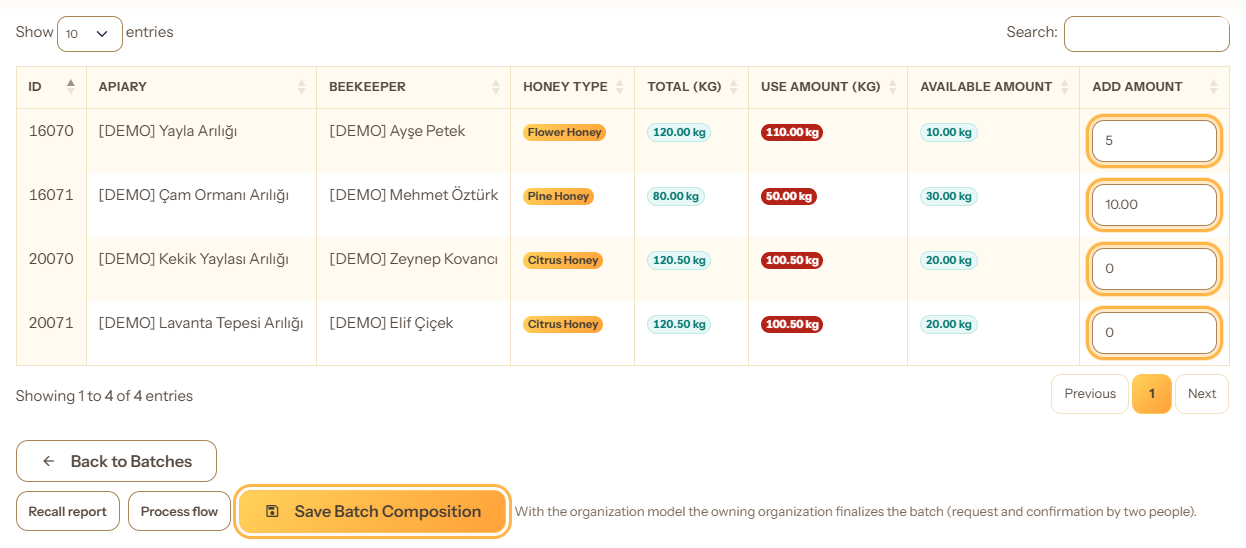 Show 10 entries Search:
ID APIARY BEEKEEPER HONEY TYPE TOTAL (KG) USE AMOUNT (KG) AVAILABLE AMOUNT ADD AMOUNT
16070 [DEMO] Yayla Arılığı [DEMO] Ayşe Petek Flower Honey 120.00 kg 110.00 kg 10.00 kg 5
16071 [DEMO] Çam Ormanı Arılığı [DEMO] Mehmet Öztürk Pine Honey 80.00 kg 50.00 kg 30.00 kg 10.00
20070 [DEMO] Kekik Yaylası Arılığı [DEMO] Zeynep Kovancı Citrus Honey 120.50 kg 100.50 kg 20.00 kg 0
20071 [DEMO] Lavanta Tepesi Arılığı [DEMO] Elif Çiçek Citrus Honey 120.50 kg 100.50 kg 20.00 kg 0
Showing 1 to 4 of 4 entries Previous 1 Next
← Back to Batches
Recall report Process flow Save Batch Composition With the organization model the owning organization finalizes the batch (request and confirmation by two people).